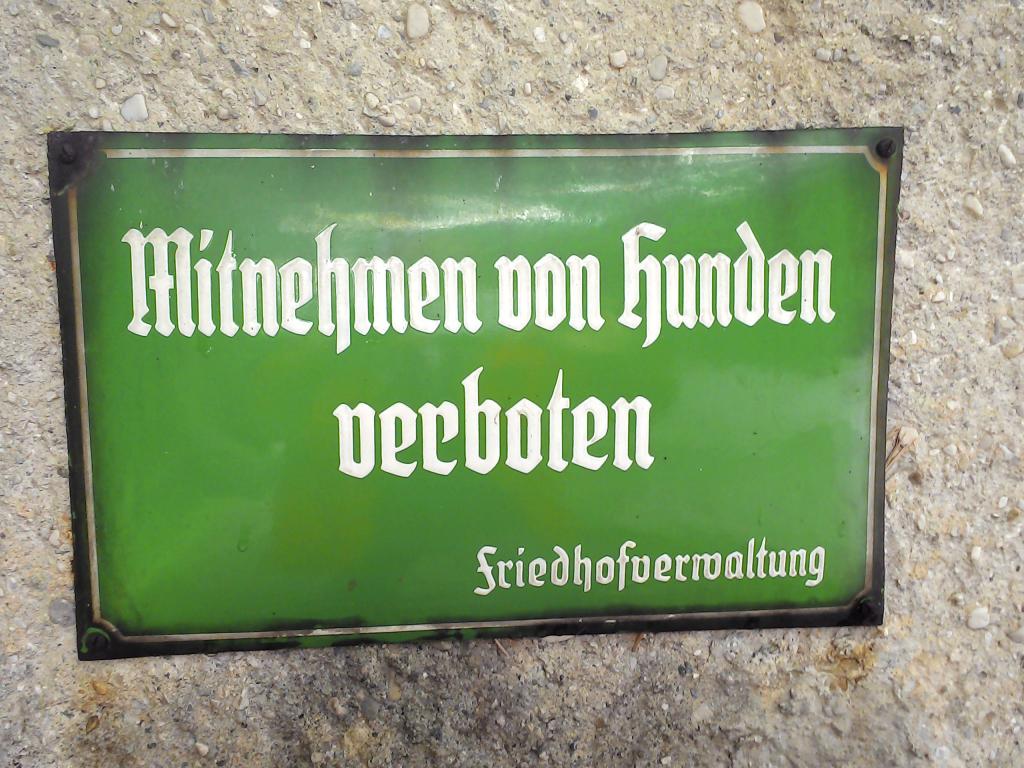 Mitnehmen von Hunden
verboten
Friedhofverwaltung